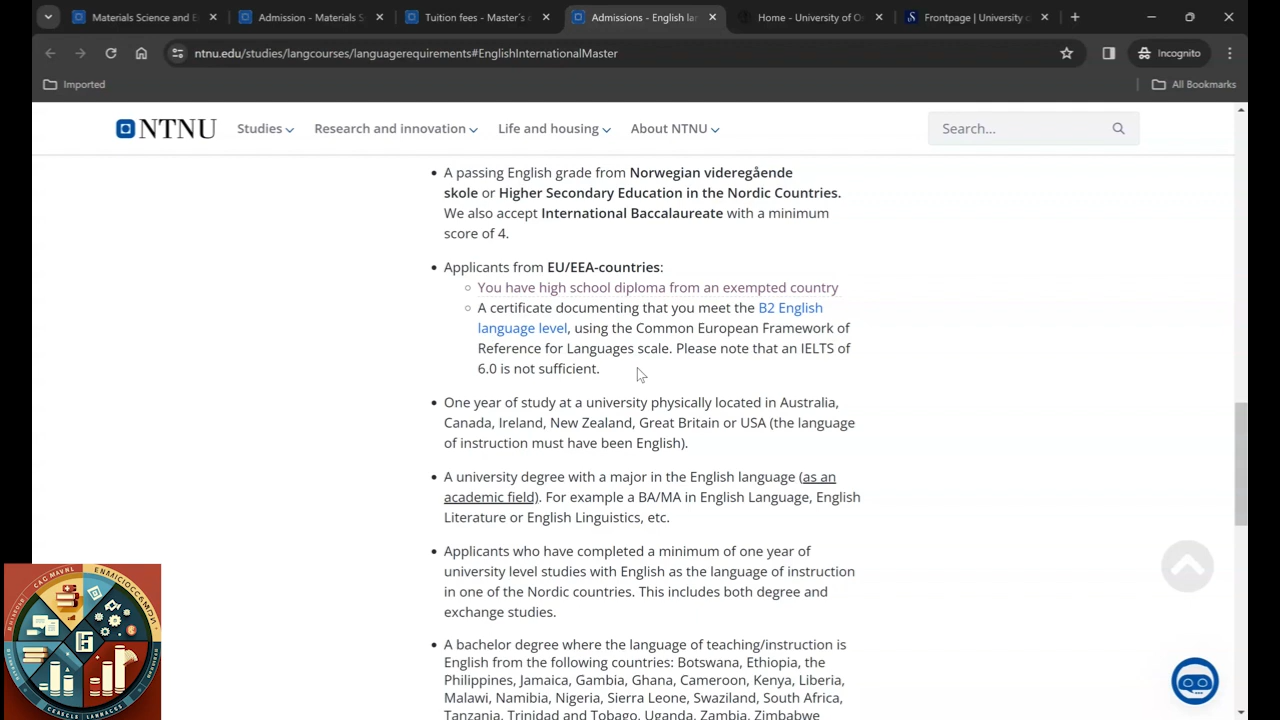 Materials Science and E
Admission - Materials S
Tuition fees - Master's
Admissions - English la
Home - University of Os
Frontpage | University o
ntnu.edu/studies/langcourses/languagerequirements#EnglishInternationalMaster
Incognito
Imported
All Bookmarks
NTNU
Studies
Research and innovation
Life and housing
About NTNU
Search...
A passing English grade from Norwegian videregående
skole or Higher Secondary Education in the Nordic Countries.
We also accept International Baccalaureate with a minimum
score of 4.
Applicants from EU/EEA-countries:
You have high school diploma from an exempted country
A certificate documenting that you meet the B2 English
language level, using the Common European Framework of
Reference for Languages scale. Please note that an IELTS of
6.0 is not sufficient.
One year of study at a university physically located in Australia,
Canada, Ireland, New Zealand, Great Britain or USA (the language
of instruction must have been English).
A university degree with a major in the English language (as an
academic field). For example a BA/MA in English Language, English
Literature or English Linguistics, etc.
Applicants who have completed a minimum of one year of
university level studies with English as the language of instruction
in one of the Nordic countries. This includes both degree and
exchange studies.
A bachelor degree where the language of teaching/instruction is
English from the following countries: Botswana, Ethiopia, the
Philippines, Jamaica, Gambia, Ghana, Cameroon, Kenya, Liberia,
Malawi, Namibia, Nigeria, Sierra Leone, Swaziland, South Africa,
Tanzania, Trinidad and Tobago, Uganda, Zambia, Zimbabwe